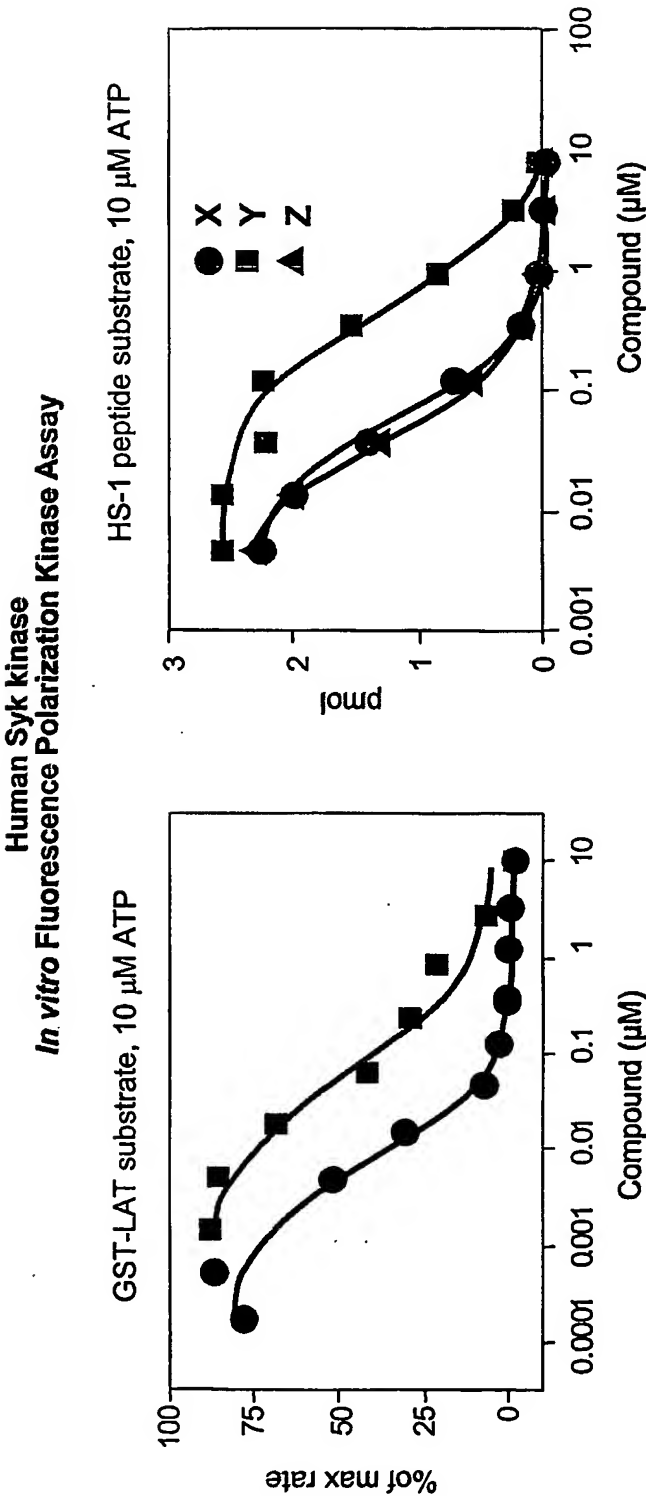 Human Syk kinase
In vitro Fluorescence Polarization Kinase Assay
GST-LAT substrate, 10 µM ATP
100
75
50
25
0
%of max rate
0.0001
0.001
0.01
0.1
1
10
Compound (µM)
HS-1 peptide substrate, 10 µM ATP
X
Y
Z
3
2
1
0
pmol
0.001
0.01
0.1
1
10
100
Compound (µM)